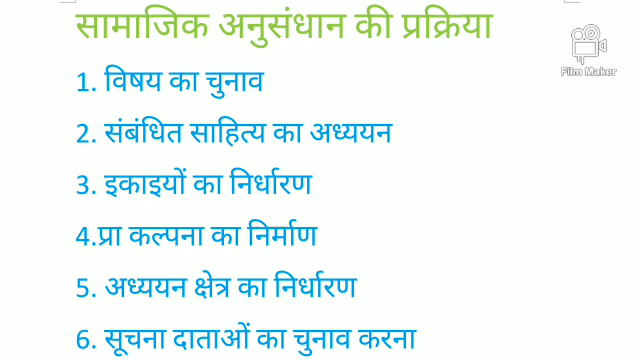 सामाजिक अनुसंधान की प्रक्रिया
Film Maker
1. विषय का चुनाव
2. संबंधित साहित्य का अध्ययन
3. इकाइयों का निर्धारण
4.प्रा कल्पना का निर्माण
5. अध्ययन क्षेत्र का निर्धारण
6. सूचना दाताओं का चुनाव करना